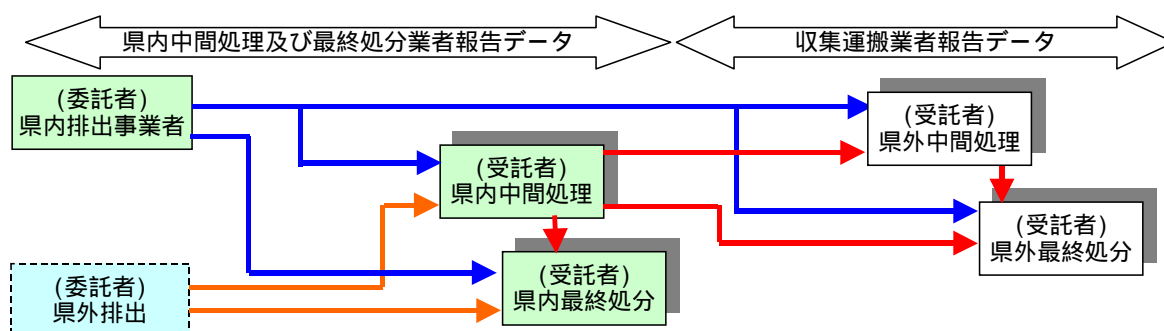 県内中間処理及び最終処分業者報告データ
収集運搬業者報告データ
(委託者)
県内排出事業者
(受託者)
県外中間処理
(受託者)
県内中間処理
(受託者)
県外最終処分
(受託者)
県内最終処分
(委託者)
県外排出